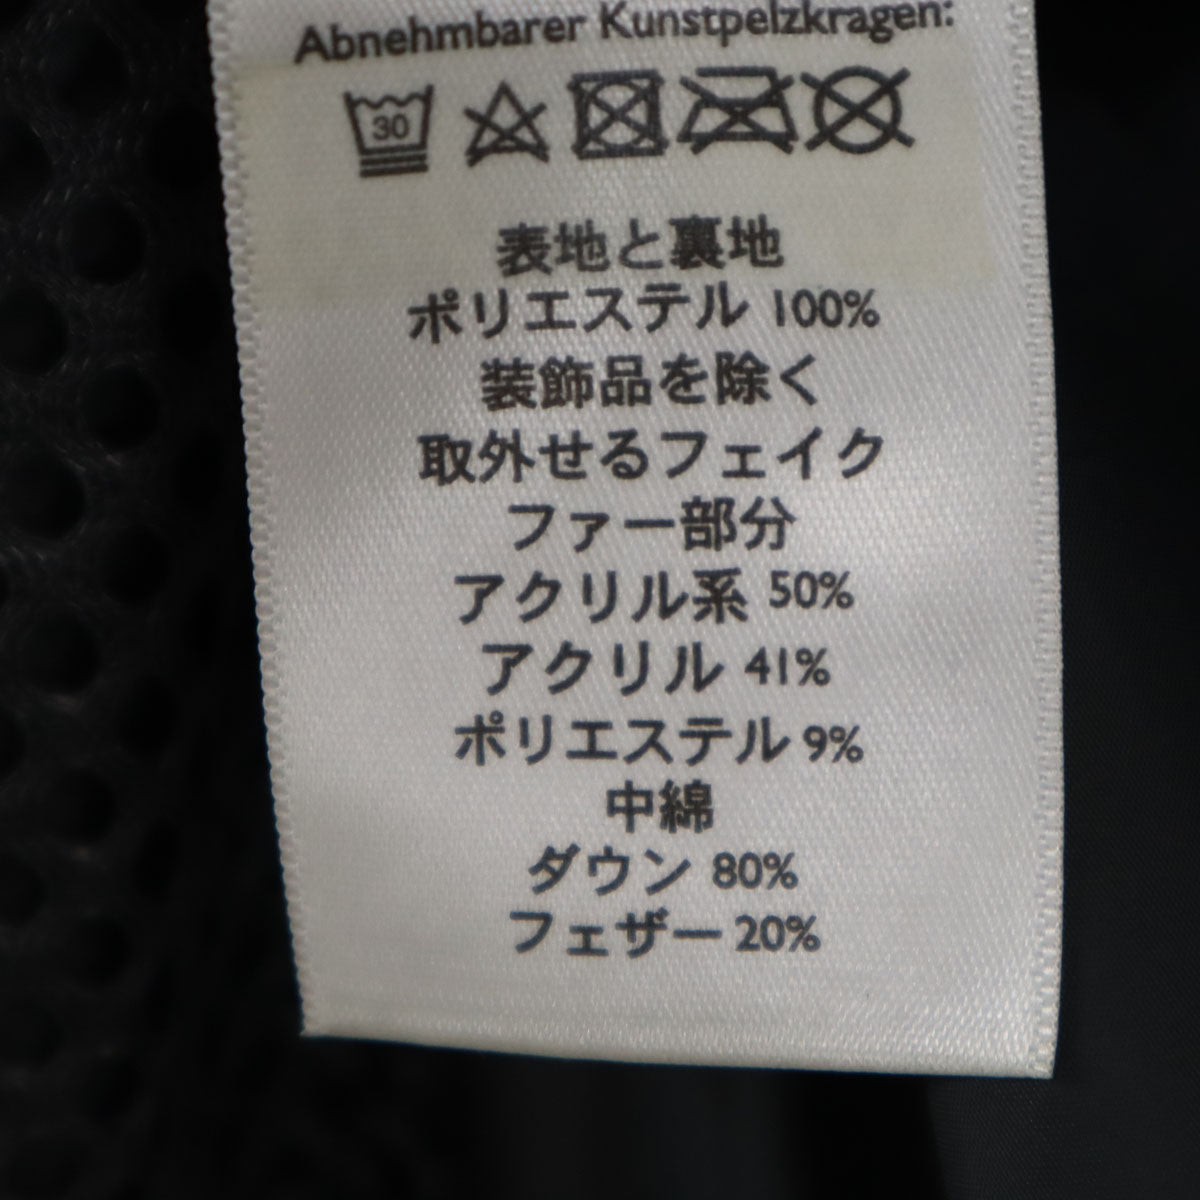 Abnehmbarer Kunstpelzkragen:
30
表地と裏地
ポリエステル 100%
装飾品を除く
取外せるフェイク
ファー部分
アクリル系 50%
アクリル 41%
ポリエステル 9%
中綿
ダウン 80%
フェザー 20%